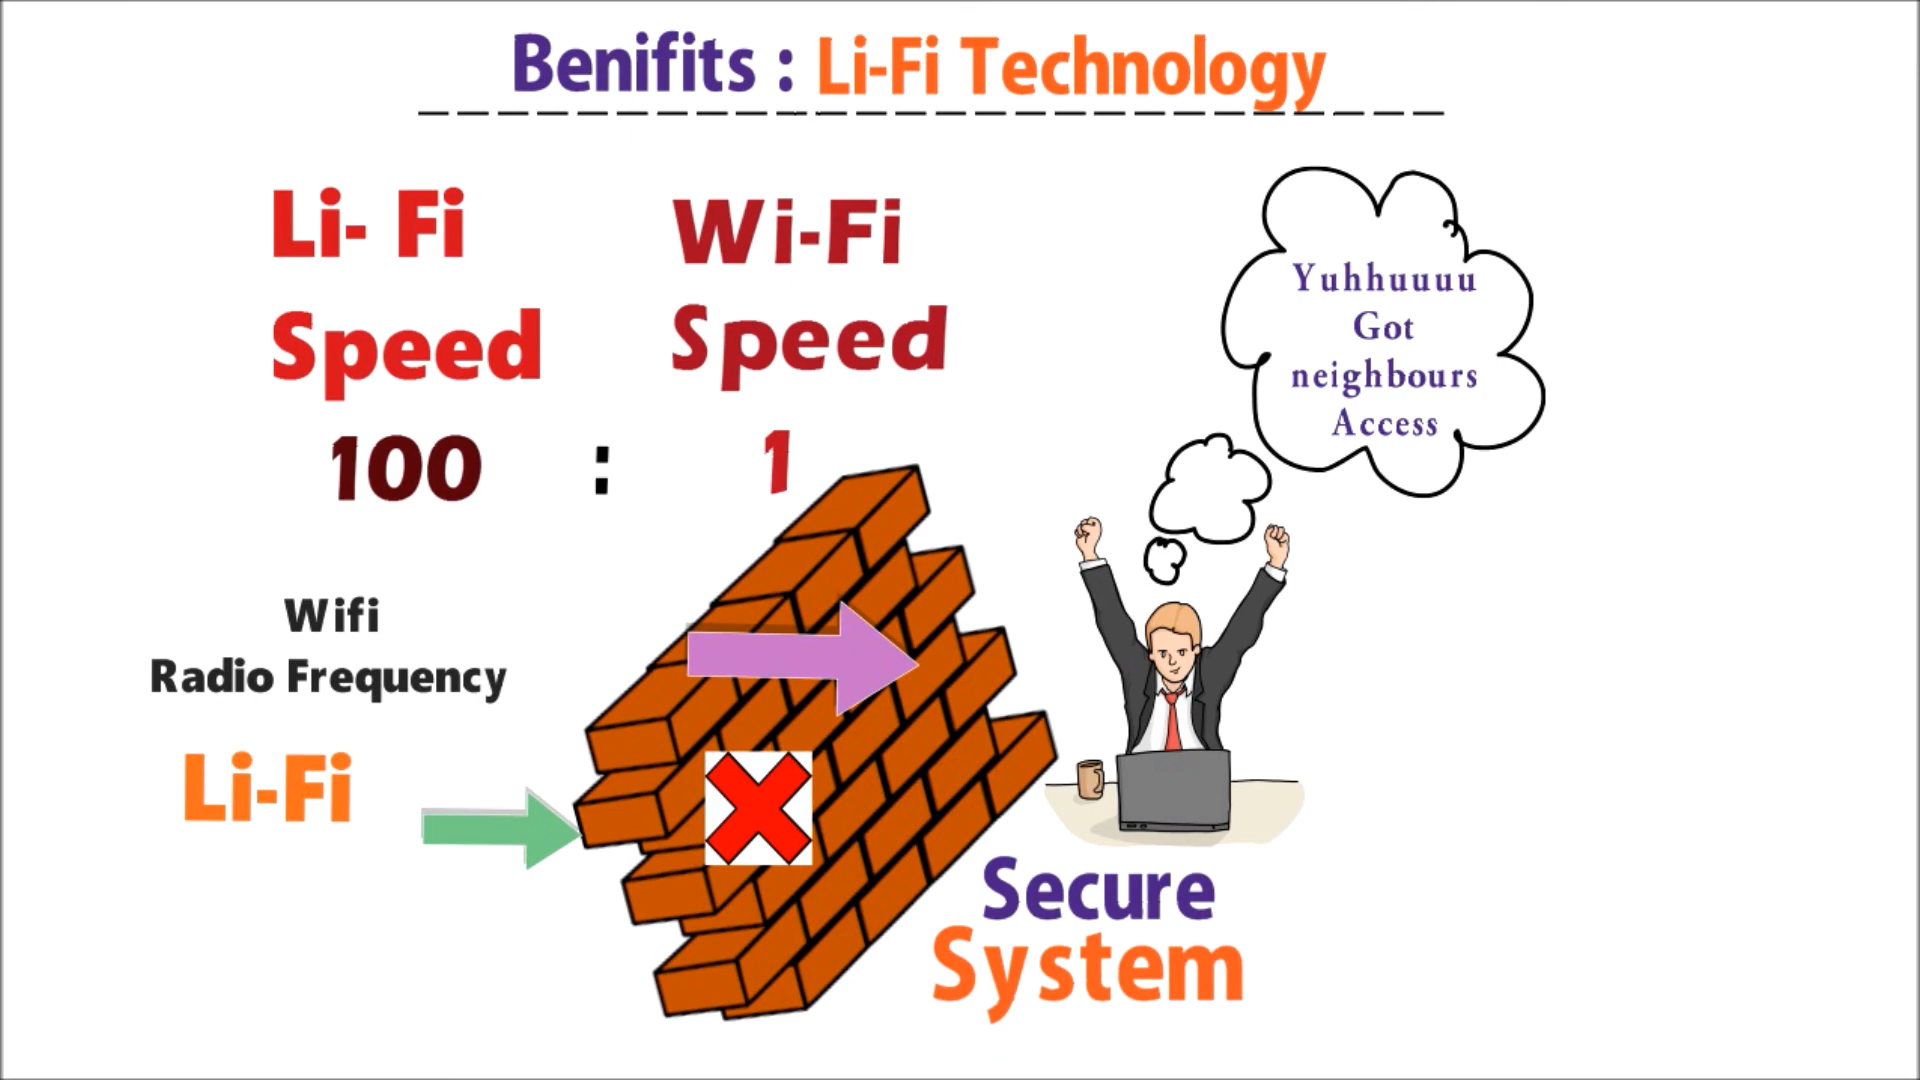 Benifits : Li-Fi Technology
Li- Fi
Speed
Wi-Fi
Speed
100 : 1
Yuhhuuuu
Got
neighbours
Access
Wifi
Radio Frequency
Li-Fi
Secure
System